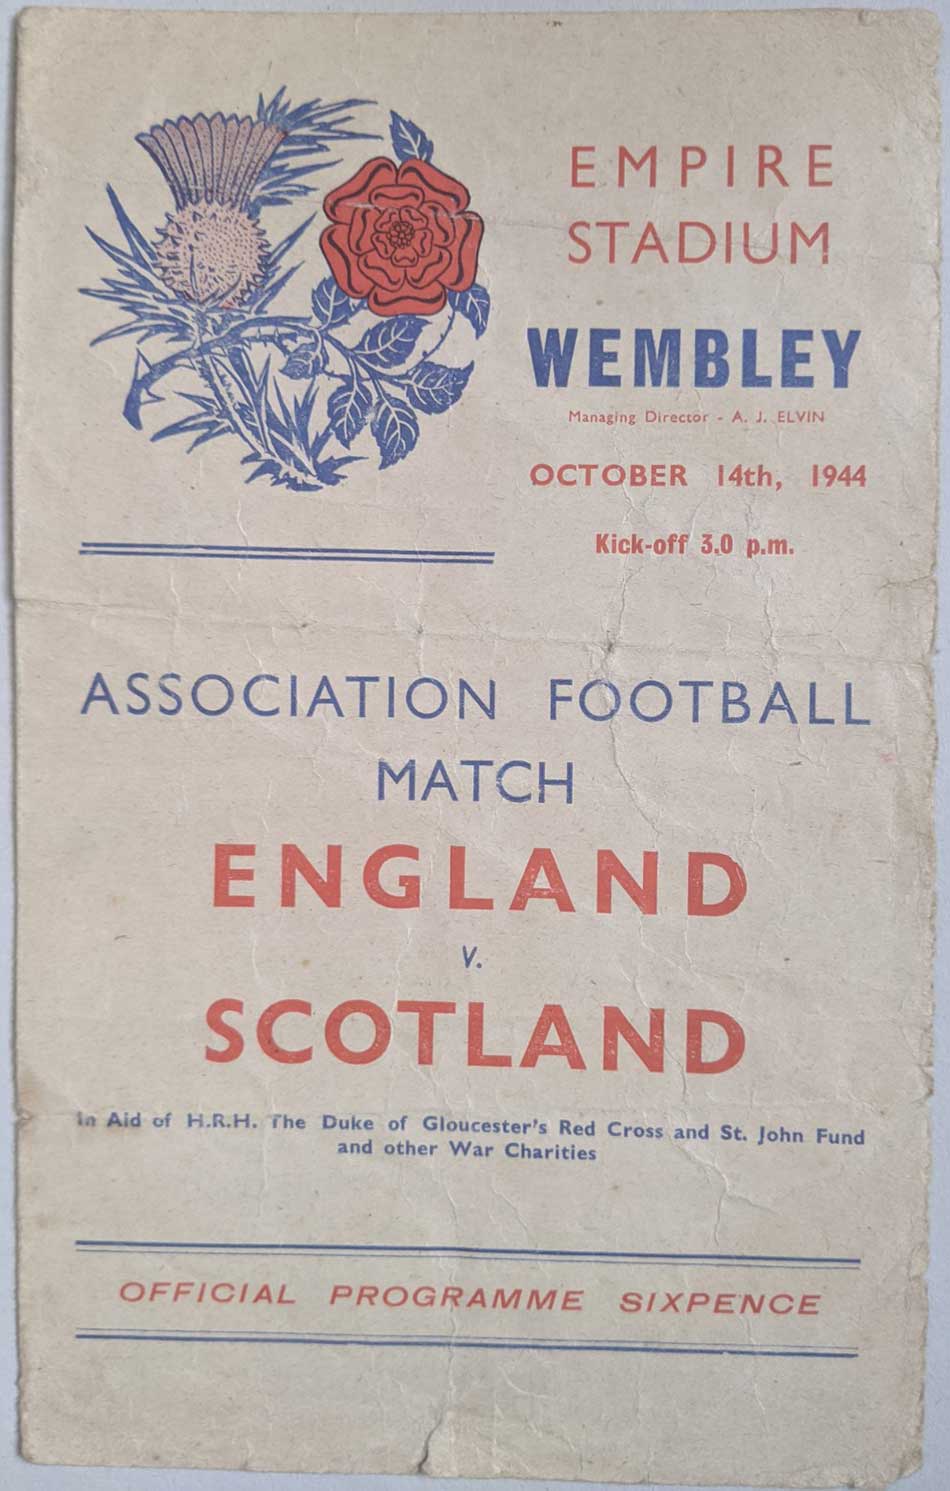 EMPIRE
STADIUM
WEMBLEY
Managing Director - A. J. ELVIN
OCTOBER 14th, 1944
Kick-off 3.0 p.m.
ASSOCIATION FOOTBALL
MATCH
ENGLAND
v.
SCOTLAND
In Aid of H.R.H. The Duke of Gloucester's Red Cross and St. John Fund
and other War Charities
OFFICIAL PROGRAMME SIXPENCE